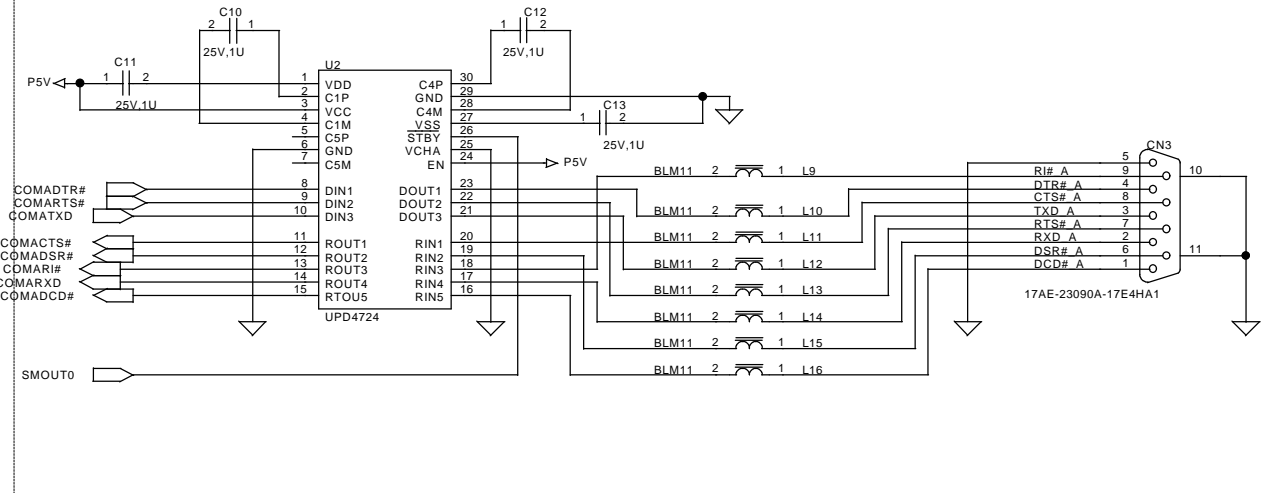 C10
2 1
25V,1U
C12
1 2
25V,1U
C11
P5V
1 2
25V,1U
U2
1 VDD C4P 30
2 C1P GND 29
3 VCC C4M 28
4 C1M VSS 27
5 C5P STBY 26
6 GND VCHA 25
7 C5M EN 24
C13
1 2
25V,1U
P5V
COMADTR# 8 DIN1 DOUT1 23
COMARTS# 9 DIN2 DOUT2 22
COMATXD 10 DIN3 DOUT3 21
COMACTS# 11 ROUT1 RIN1 20
COMADSR# 12 ROUT2 RIN2 19
COMARI# 13 ROUT3 RIN3 18
COMARXD 14 ROUT4 RIN4 17
COMADCD# 15 RTOU5 RIN5 16
UPD4724
SMOUT0
BLM11 2 1 L9
BLM11 2 1 L10
BLM11 2 1 L11
BLM11 2 1 L12
BLM11 2 1 L13
BLM11 2 1 L14
BLM11 2 1 L15
BLM11 2 1 L16
CN3
5
RI#_A 9
DTR#_A 4
CTS#_A 8
TXD_A 3
RTS#_A 7
RXD_A 2
DSR#_A 6
DCD#_A 1
10
11
17AE-23090A-17E4HA1